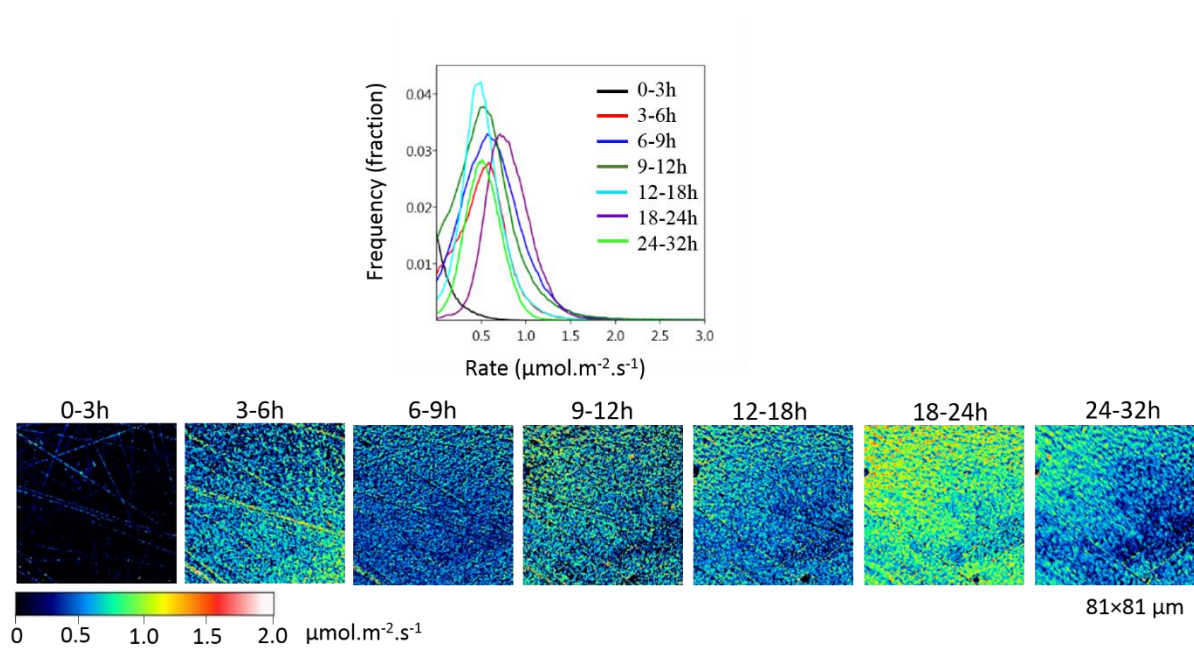 Frequency (fraction)
0.04
0.03
0.02
0.01
0-3h
3-6h
6-9h
9-12h
12-18h
18-24h
24-32h
0.5 1.0 1.5 2.0 2.5 3.0
Rate (µmol.m⁻².s⁻¹)
0-3h 3-6h 6-9h 9-12h 12-18h 18-24h 24-32h
0 0.5 1.0 1.5 2.0 µmol.m⁻².s⁻¹
81×81 µm